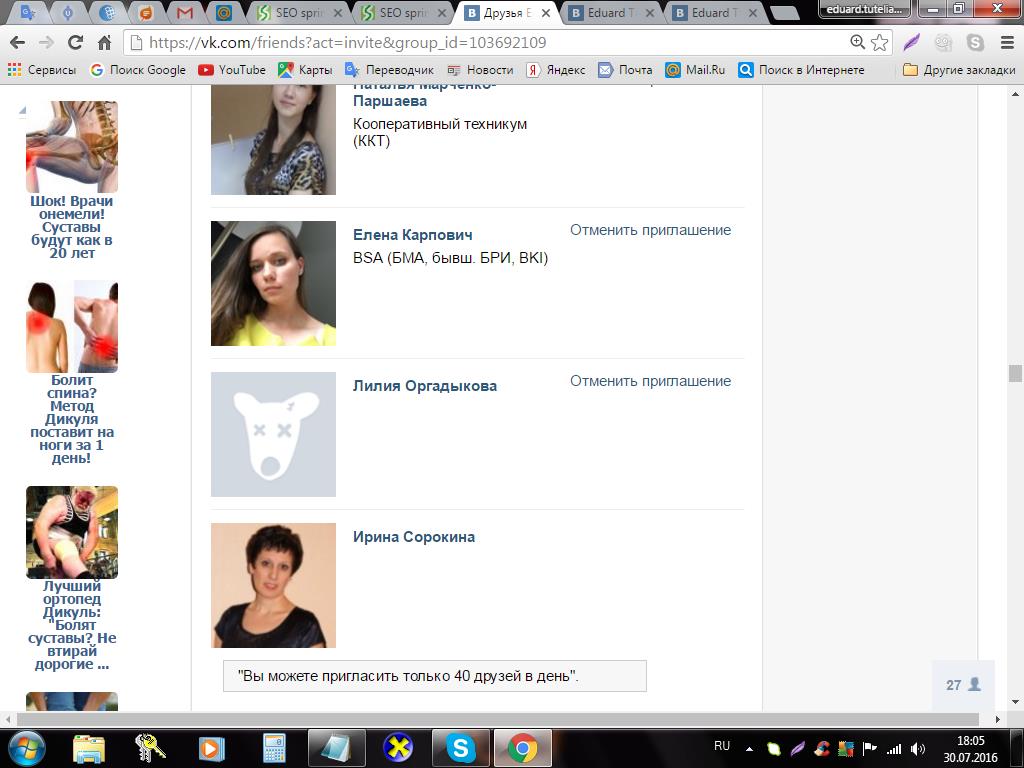 SEO sprin
SEO sprin
Друзья E
Eduard T
Eduard T
eduard.tutelia...
https://vk.com/friends?act=invite&group_id=103692109
Сервисы
Поиск Google
YouTube
Карты
Переводчик
Новости
Яндекс
Почта
Mail.Ru
Поиск в Интернете
Другие закладки
Шок! Врачи
онемели!
Суставы
будут как в
20 лет
Болит
спина?
Метод
Дикуля
поставит на
ноги за 1
день!
Лучший
ортопед
Дикуль:
"Болят
суставы? Не
втирай
дорогие ...
Наталья Марченко-
Паршаева
Кооперативный техникум
(ККТ)
Елена Карпович
BSA (БМА, бывш. БРИ, BKI)
Отменить приглашение
Лилия Оргадыкова
Отменить приглашение
Ирина Сорокина
"Вы можете пригласить только 40 друзей в день".
27
RU
18:05
30.07.2016